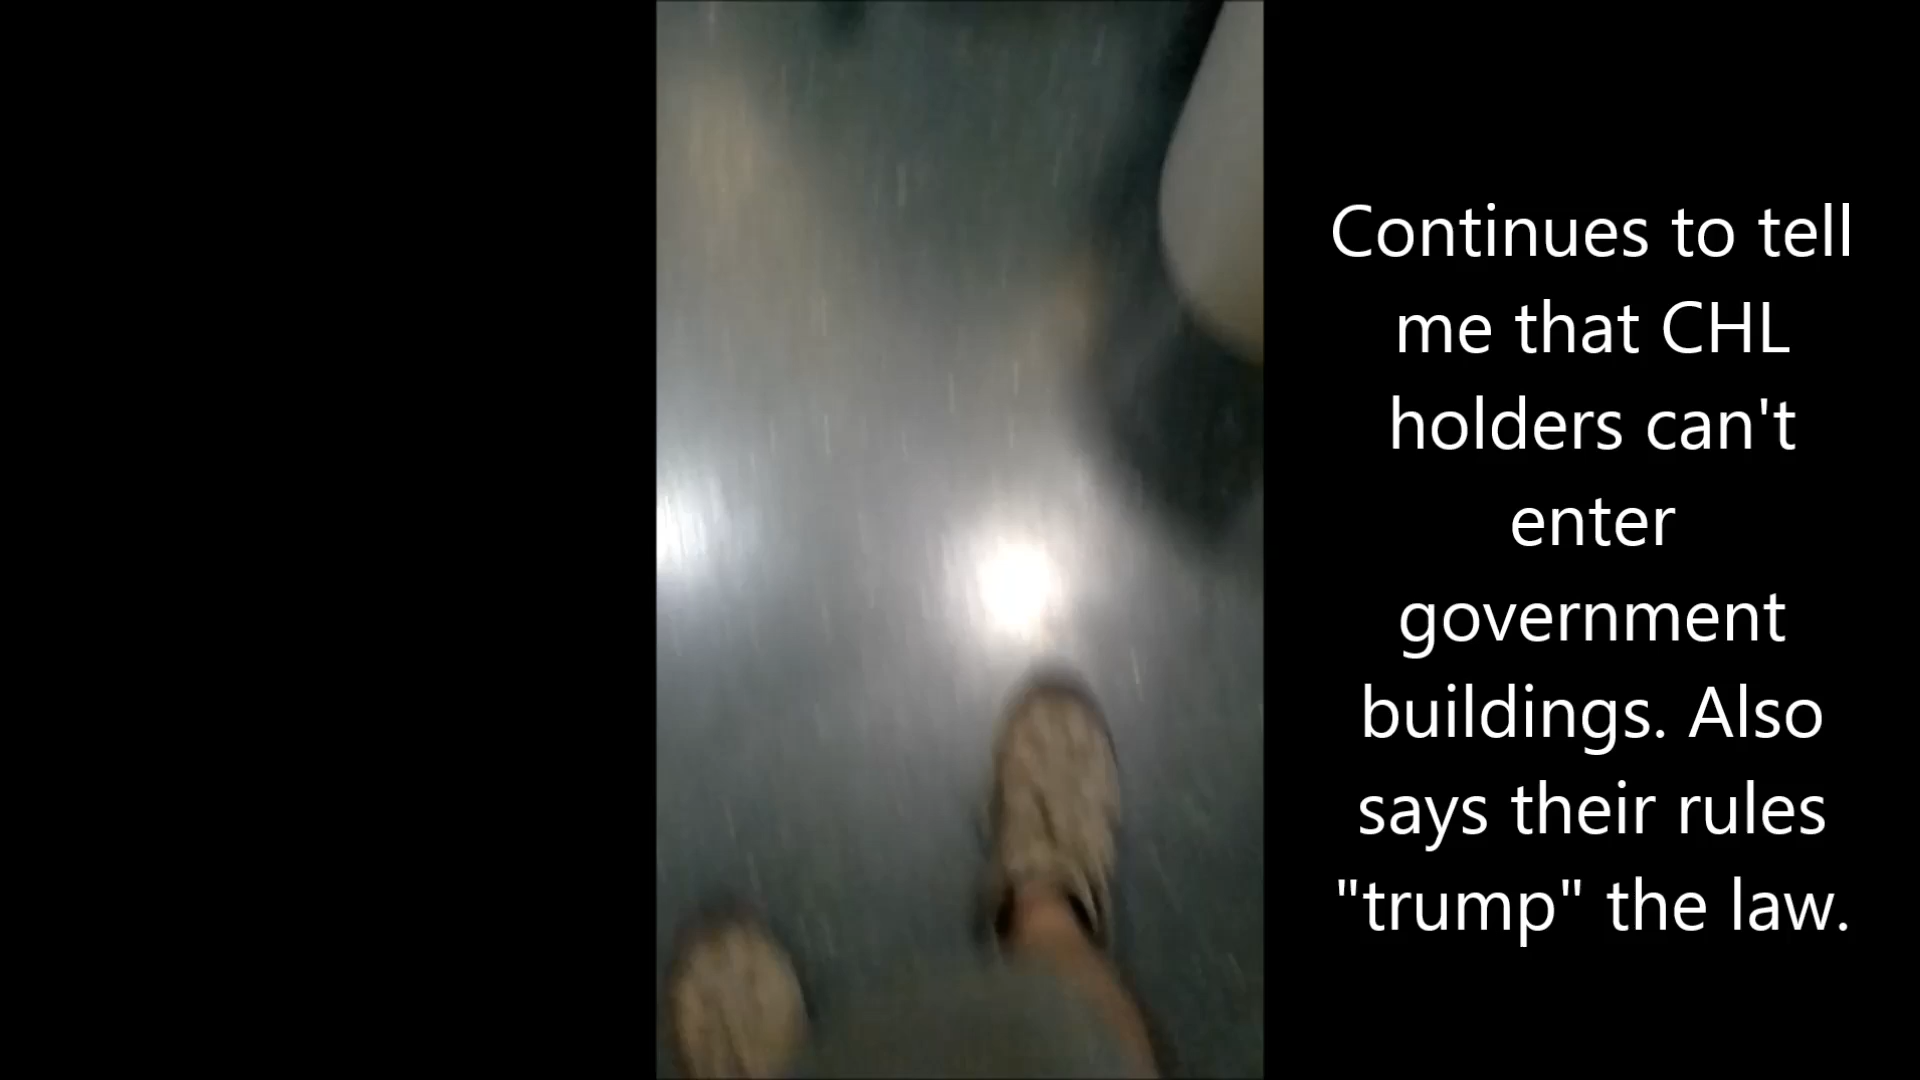 Continues to tell
me that CHL
holders can't
enter
government
buildings. Also
says their rules
"trump" the law.